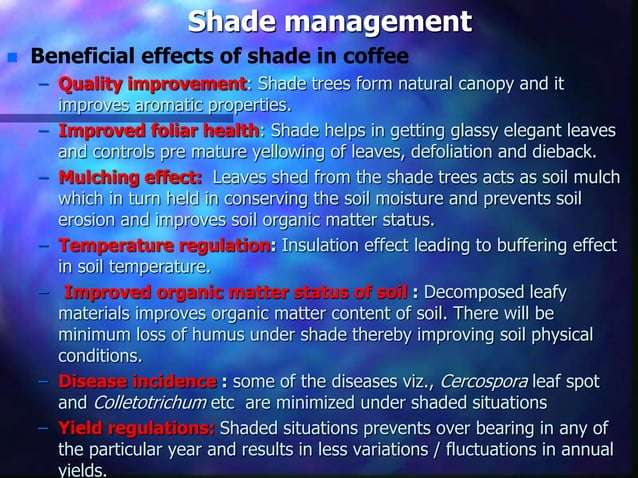 Shade management
Beneficial effects of shade in coffee
– Quality improvement: Shade trees form natural canopy and it
improves aromatic properties.
– Improved foliar health: Shade helps in getting glassy elegant leaves
and controls pre mature yellowing of leaves, defoliation and dieback.
– Mulching effect: Leaves shed from the shade trees acts as soil mulch
which in turn held in conserving the soil moisture and prevents soil
erosion and improves soil organic matter status.
– Temperature regulation: Insulation effect leading to buffering effect
in soil temperature.
– Improved organic matter status of soil : Decomposed leafy
materials improves organic matter content of soil. There will be
minimum loss of humus under shade thereby improving soil physical
conditions.
– Disease incidence : some of the diseases viz., Cercospora leaf spot
and Colletotrichum etc are minimized under shaded situations
– Yield regulations: Shaded situations prevents over bearing in any of
the particular year and results in less variations / fluctuations in annual
yields.